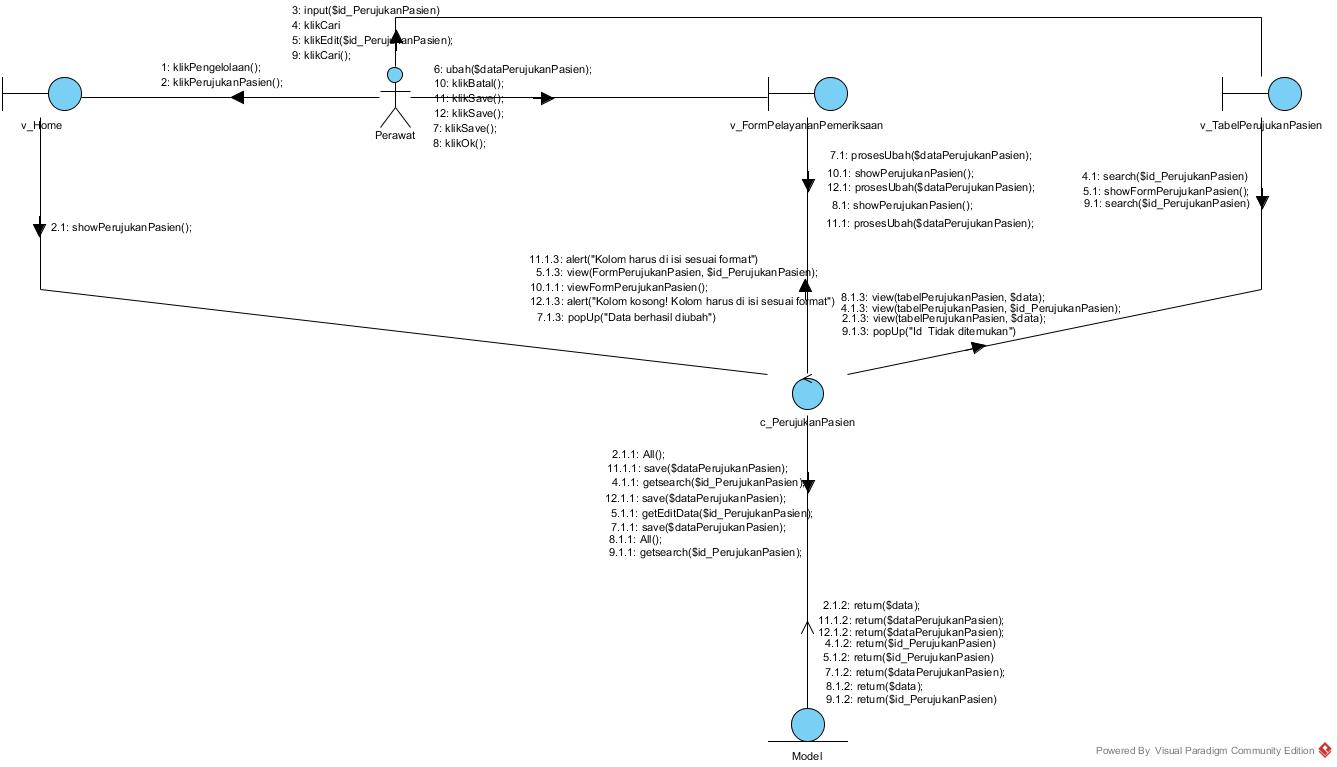 3: input($id_PerujukanPasien)
4: klikCari
5: klikEdit($id_PerujukanPasien);
9: klikCari();
1: klikPengelolaan();
2: klikPerujukanPasien();
6: ubah($dataPerujukanPasien);
10: klikBatal();
11: klikSave();
12: klikSave();
7: klikSave();
8: klikOk();
v_Home
Perawat
v_FormPelayananPemeriksaan
v_TabelPerujukanPasien
7.1: prosesUbah($dataPerujukanPasien);
10.1: showPerujukanPasien();
12.1: prosesUbah($dataPerujukanPasien);
8.1: showPerujukanPasien();
11.1: prosesUbah($dataPerujukanPasien);
4.1: search($id_PerujukanPasien)
5.1: showFormPerujukanPasien();
9.1: search($id_PerujukanPasien)
2.1: showPerujukanPasien();
11.1.3: alert("Kolom harus di isi sesuai format")
5.1.3: view(FormPerujukanPasien, $id_PerujukanPasien);
10.1.1: viewFormPerujukanPasien();
12.1.3: alert("Kolom kosong! Kolom harus di isi sesuai format")
7.1.3: popUp("Data berhasil diubah")
8.1.3: view(tabelPerujukanPasien, $data);
4.1.3: view(tabelPerujukanPasien, $id_PerujukanPasien);
2.1.3: view(tabelPerujukanPasien, $data);
9.1.3: popUp("Id  Tidak ditemukan")
c_PerujukanPasien
2.1.1: All();
11.1.1: save($dataPerujukanPasien);
4.1.1: getsearch($id_PerujukanPasien);
12.1.1: save($dataPerujukanPasien);
5.1.1: getEditData($id_PerujukanPasien);
7.1.1: save($dataPerujukanPasien);
8.1.1: All();
9.1.1: getsearch($id_PerujukanPasien);
2.1.2: return($data);
11.1.2: return($dataPerujukanPasien);
12.1.2: return($dataPerujukanPasien);
4.1.2: return($id_PerujukanPasien)
5.1.2: return($id_PerujukanPasien)
7.1.2: return($dataPerujukanPasien);
8.1.2: return($data);
9.1.2: return($id_PerujukanPasien)
Model
Powered By Visual Paradigm Community Edition